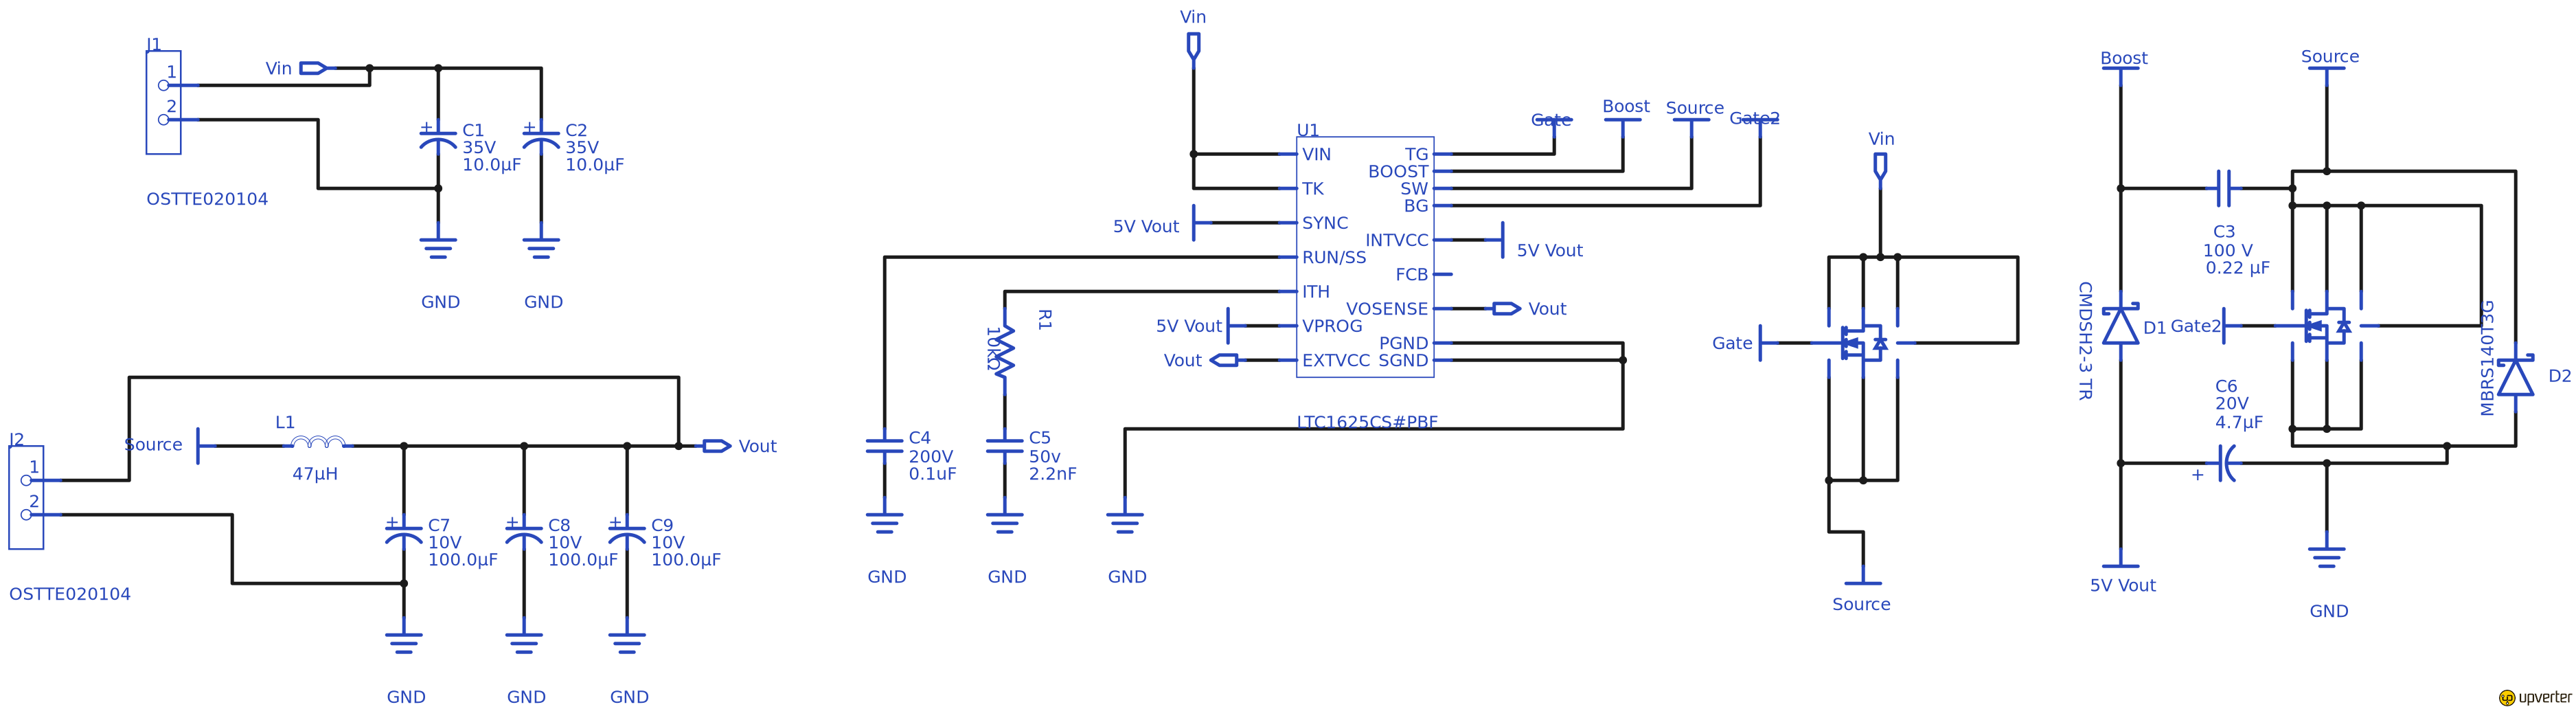 J1
1
2
OSTTE020104
Vin
C1
35V
10.0µF
GND
C2
35V
10.0µF
GND
J2
1
2
OSTTE020104
Source
L1
47µH
Vout
C7
10V
100.0µF
GND
C8
10V
100.0µF
GND
C9
10V
100.0µF
GND
Vin
U1
VIN
TK
SYNC
RUN/SS
ITH
VPROG
EXTVCC
TG
BOOST
SW
BG
INTVCC
FCB
VOSENSE
PGND
SGND
LTC1625CS#PBF
5V Vout
5V Vout
Vout
Gate
Boost
Source
Gate2
5V Vout
Vout
R1
10kΩ
C4
200V
0.1uF
GND
C5
50v
2.2nF
GND
GND
Vin
Gate
Source
Boost
Source
C3
100 V
0.22 µF
CMDSH2-3 TR
D1
Gate2
MBRS140T3G
D2
C6
20V
4.7µF
+
5V Vout
GND
upverter